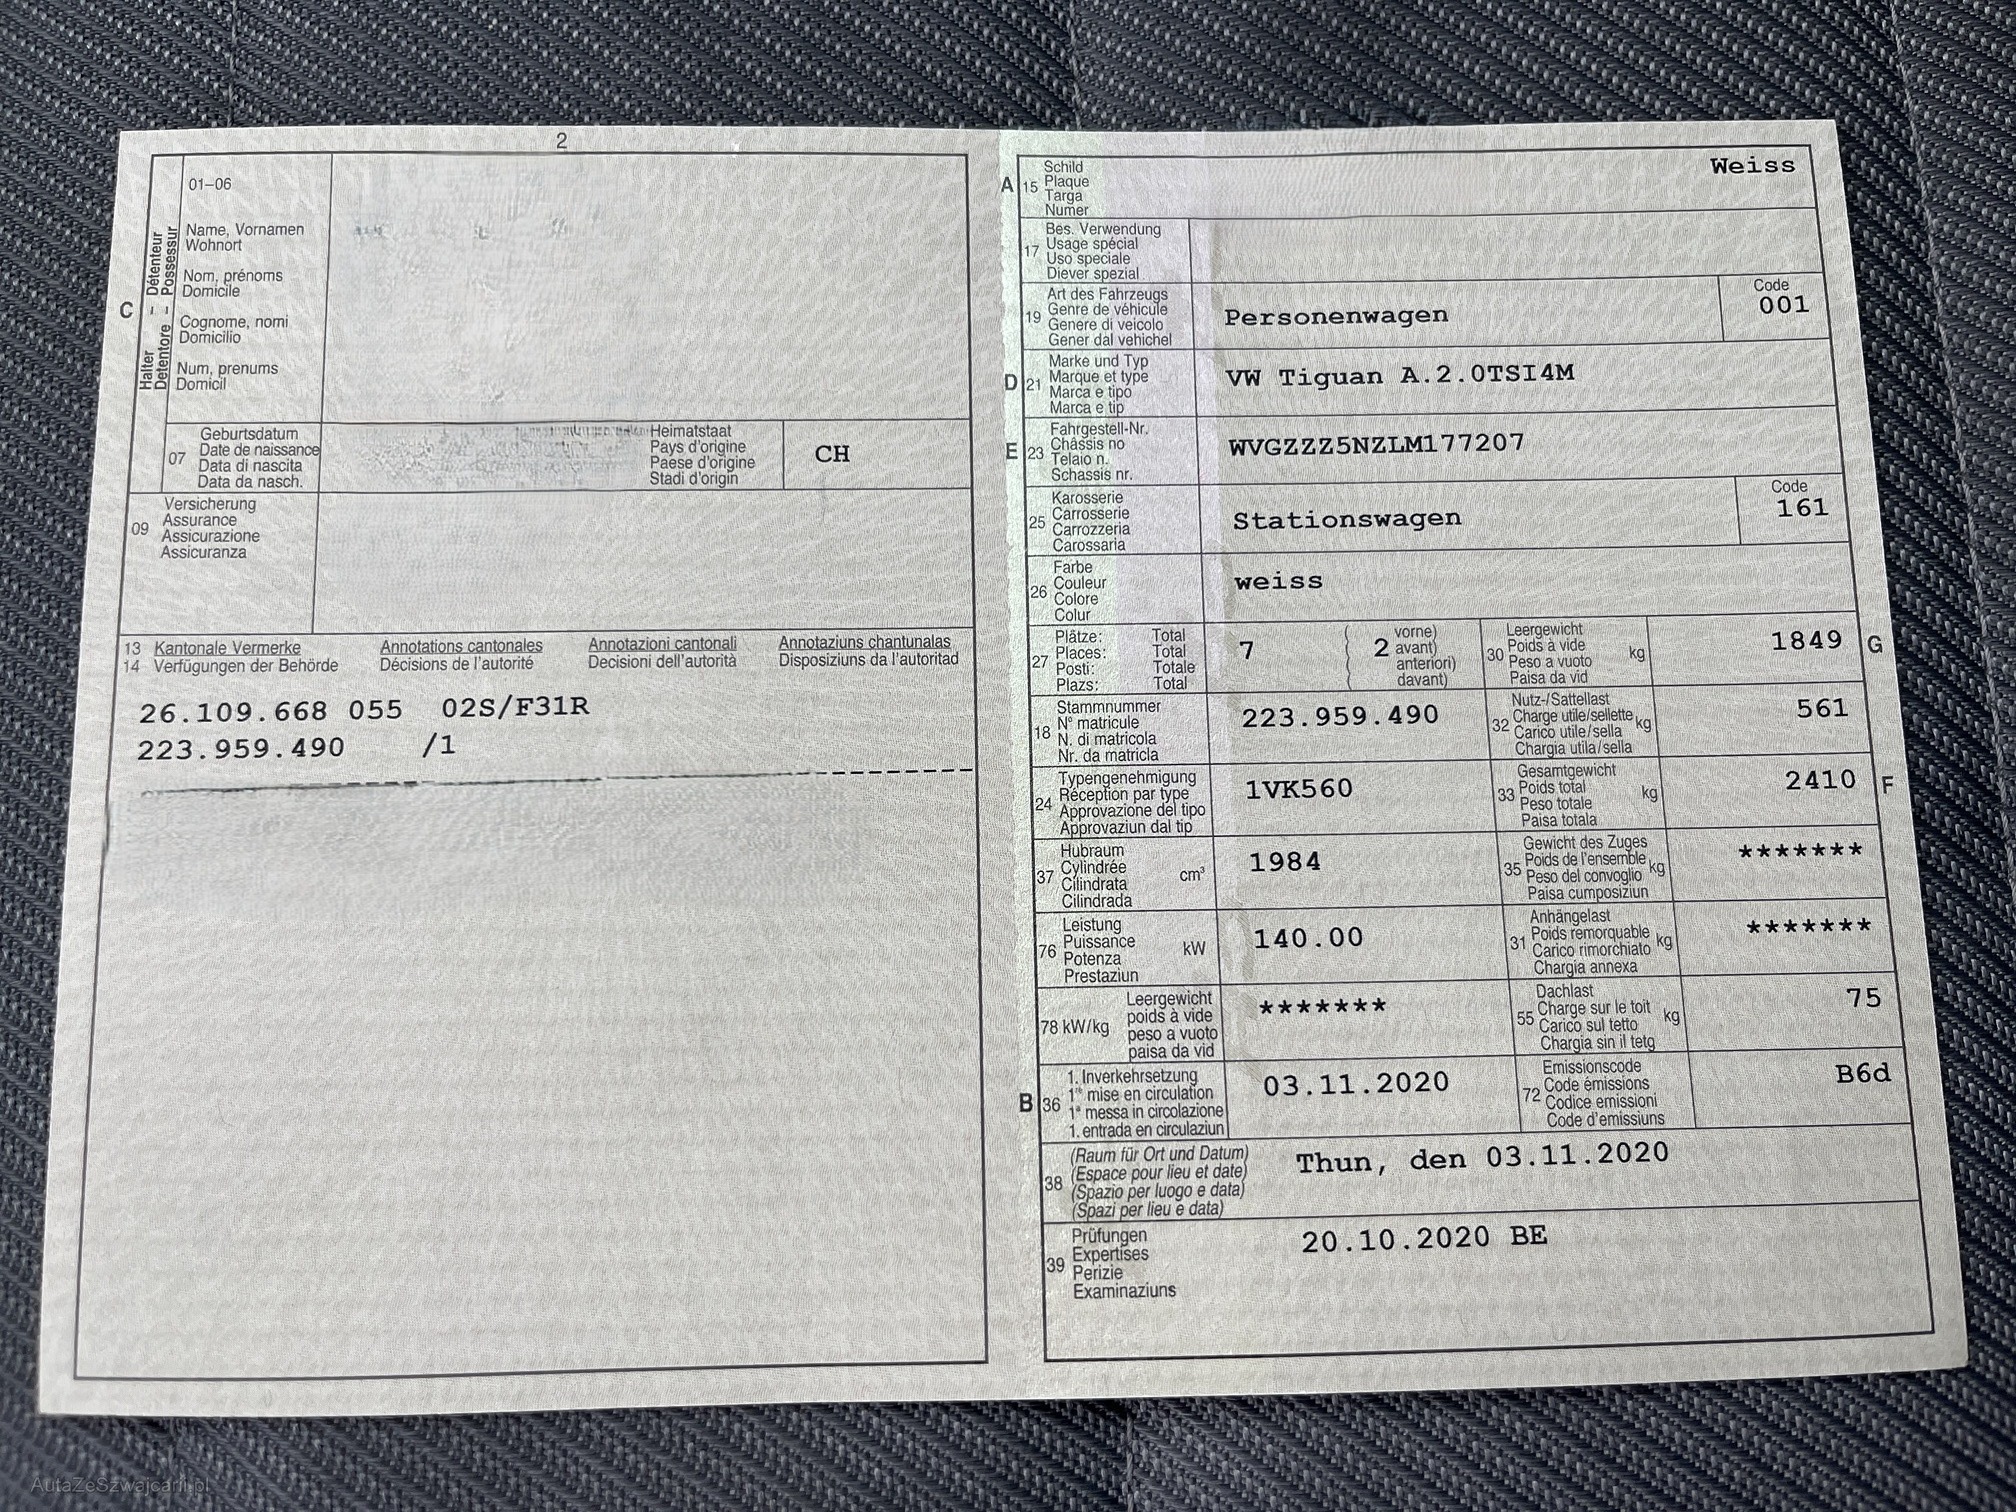 2
C
Halter – Détenteur
Detentore – Possessur
01–06
Name, Vornamen
Wohnort
Nom, prénoms
Domicile
Cognome, nomi
Domicilio
Num, prenums
Domicil
07
Geburtsdatum
Date de naissance
Data di nascita
Data da nasch.
Heimatstaat
Pays d'origine
Paese d'origine
Stadi d'origin
CH
09
Versicherung
Assurance
Assicurazione
Assicuranza
13 Kantonale Vermerke Annotations cantonales Annotazioni cantonali Annotaziuns chantunalas
14 Verfügungen der Behörde Décisions de l'autorité Decisioni dell'autorità Disposiziuns da l'autoritad
26.109.668 055 02S/F31R
223.959.490 /1
A 15
Schild
Plaque
Targa
Numer
Weiss
17
Bes. Verwendung
Usage spécial
Uso speciale
Diever spezial
19
Art des Fahrzeugs
Genre de véhicule
Genere di veicolo
Gener dal vehichel
Personenwagen
Code
001
D 21
Marke und Typ
Marque et type
Marca e tipo
Marca e tip
VW Tiguan A.2.0TSI4M
E 23
Fahrgestell-Nr.
Châssis no
Telaio n.
Schassis nr.
WVGZZZ5NZLM177207
25
Karosserie
Carrosserie
Carrozzeria
Carossaria
Stationswagen
Code
161
26
Farbe
Couleur
Colore
Colur
weiss
27
Plätze: Total
Places: Total
Posti: Totale
Plazs: Total
7
( 2 vorne)
( avant)
( anteriori)
( davant)
30
Leergewicht
Poids à vide
Peso a vuoto
Paisa da vid
kg
1849
G
18
Stammnummer
N° matricule
N. di matricola
Nr. da matricla
223.959.490
32
Nutz-/Sattellast
Charge utile/sellette
Carico utile/sella
Chargia utila/sella
kg
561
24
Typengenehmigung
Réception par type
Approvazione del tipo
Approvaziun dal tip
1VK560
33
Gesamtgewicht
Poids total
Peso totale
Paisa totala
kg
2410
F
37
Hubraum
Cylindrée
Cilindrata
Cilindrada
cm³
1984
35
Gewicht des Zuges
Poids de l'ensemble
Peso del convoglio
Paisa cumposiziun
kg
*******
76
Leistung
Puissance
Potenza
Prestaziun
kW
140.00
31
Anhängelast
Poids remorquable
Carico rimorchiato
Chargia annexa
kg
*******
78 kW/kg
Leergewicht
poids à vide
peso a vuoto
paisa da vid
*******
55
Dachlast
Charge sur le toit
Carico sul tetto
Chargia sin il tetg
kg
75
B 36
1. Inverkehrsetzung
1re mise en circulation
1a messa in circolazione
1. entrada en circulaziun
03.11.2020
72
Emissionscode
Code émissions
Codice emissioni
Code d'emissiuns
B6d
38
(Raum für Ort und Datum)
(Espace pour lieu et date)
(Spazio per luogo e data)
(Spazi per lieu e data)
Thun, den 03.11.2020
39
Prüfungen
Expertises
Perizie
Examinaziuns
20.10.2020 BE
AutaZeSzwajcarii.pl